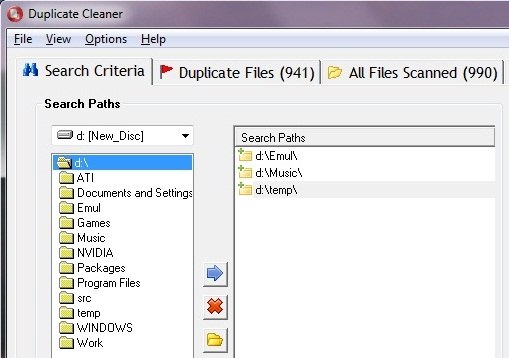 Duplicate Cleaner
File View Options Help
Search Criteria Duplicate Files (941) All Files Scanned (990)
Search Paths
d: [New_Disc]
d:\
ATI
Documents and Settings
Emul
Games
Music
NVIDIA
Packages
Program Files
src
temp
WINDOWS
Work
Search Paths
d:\Emul\
d:\Music\
d:\temp\